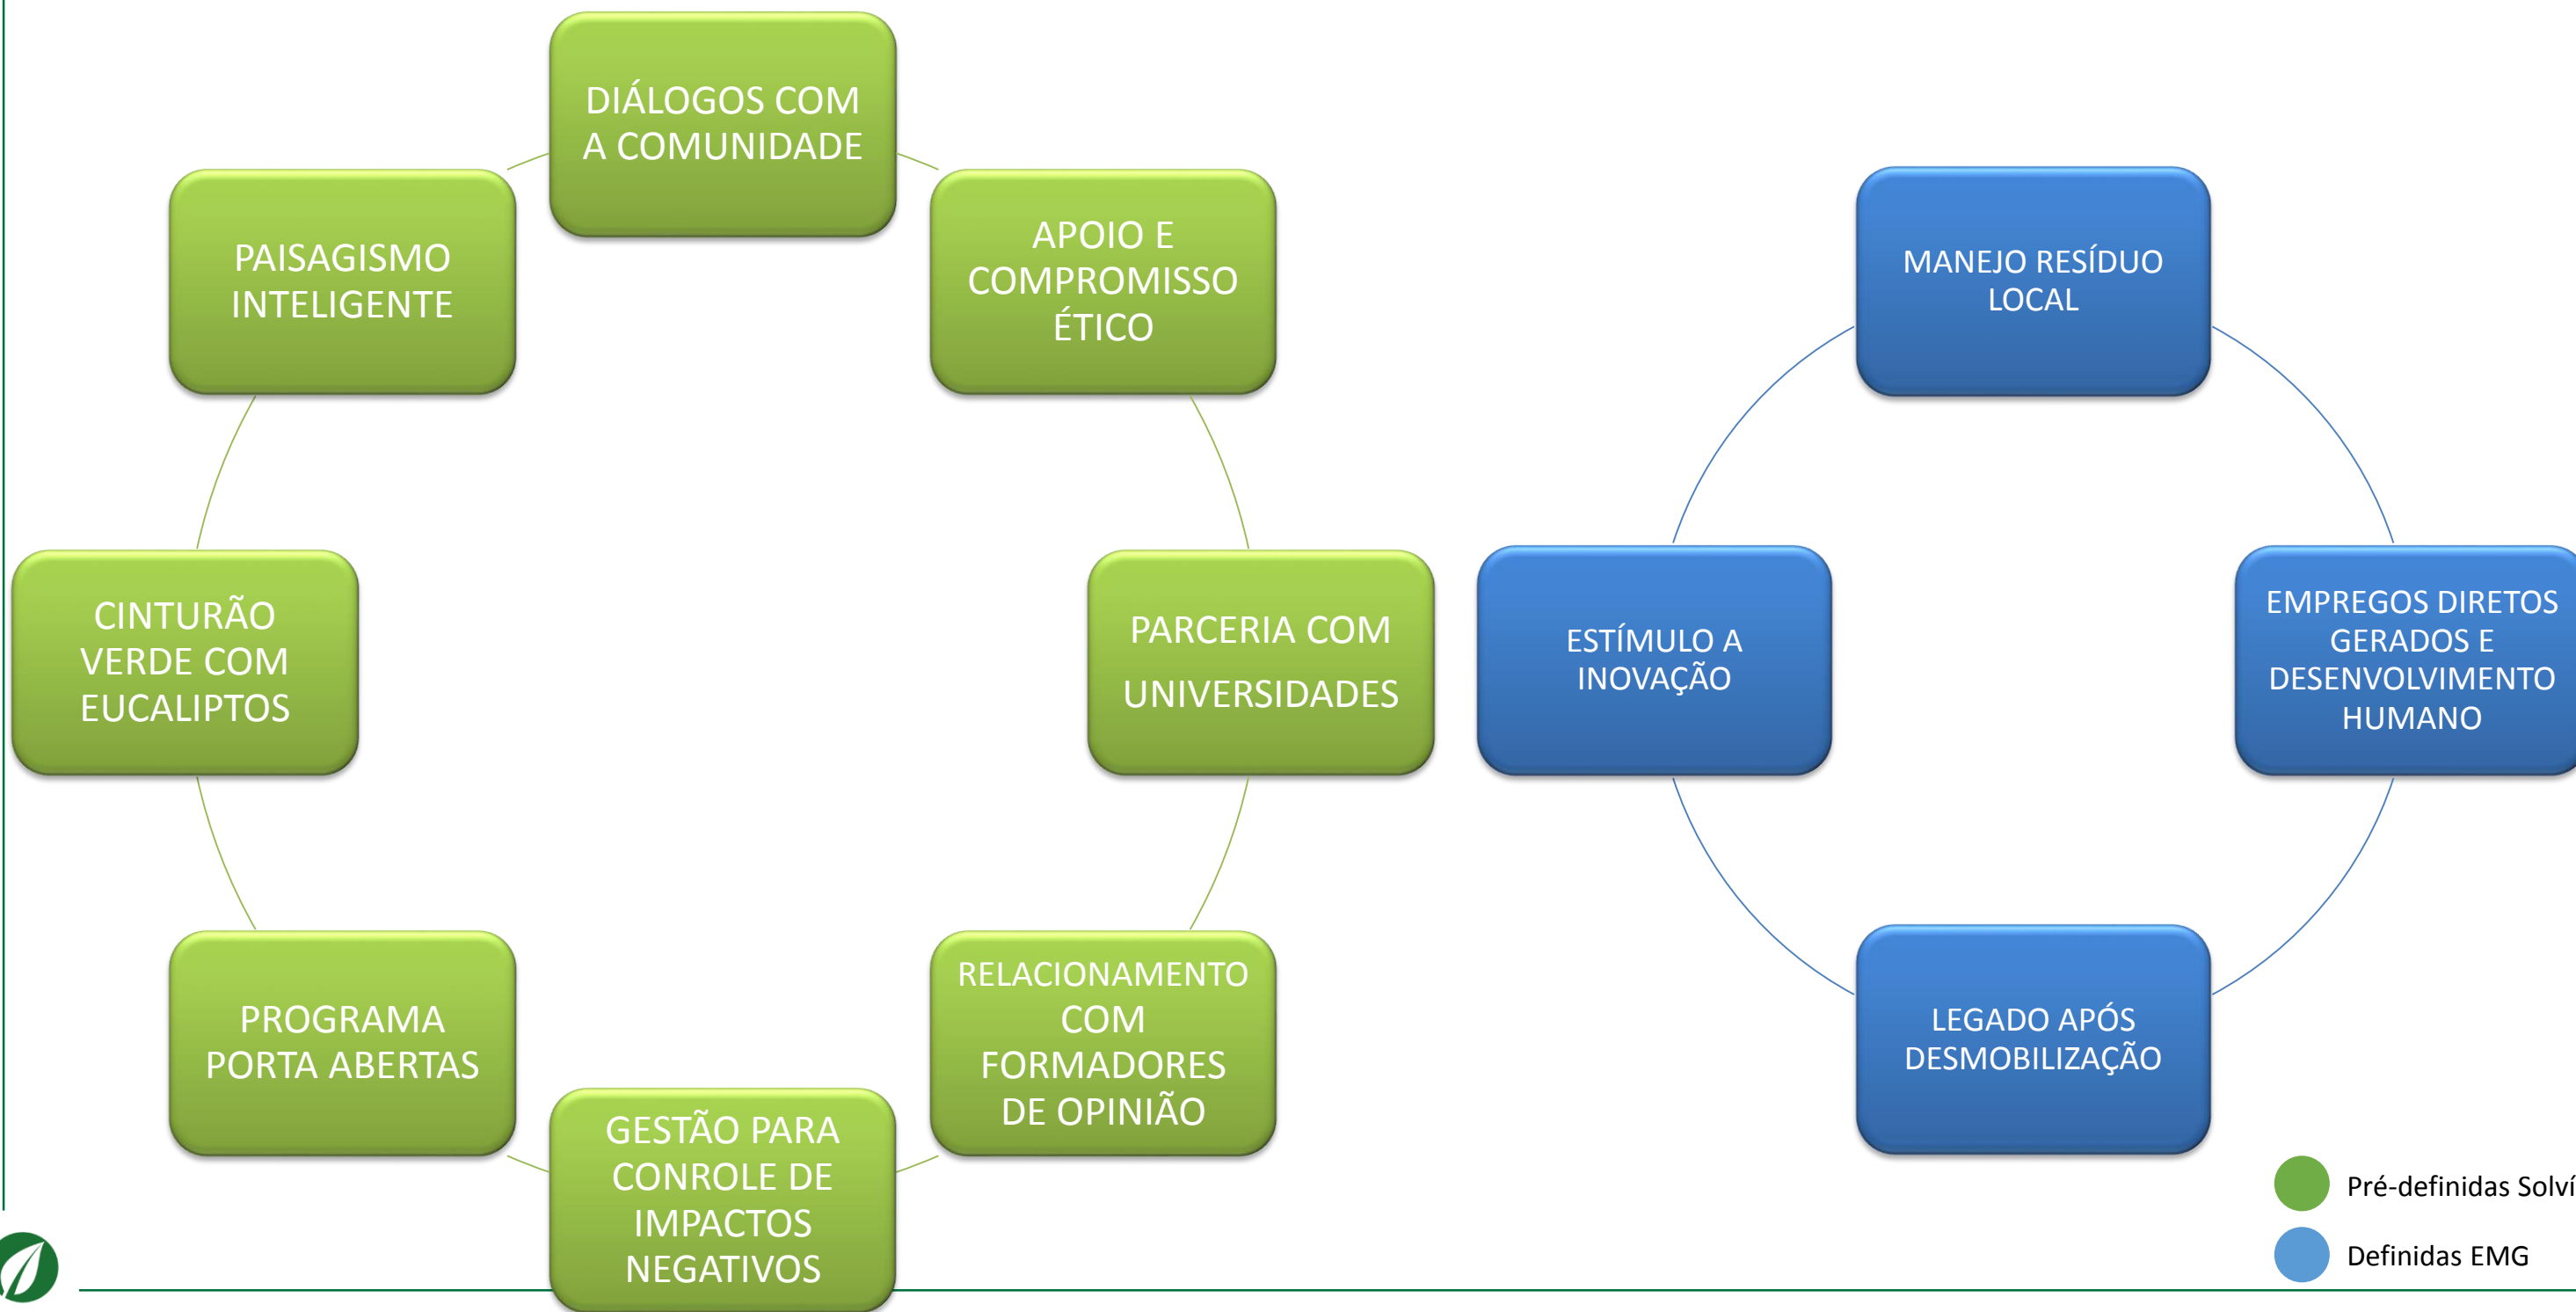 DIÁLOGOS COM
A COMUNIDADE
APOIO E
COMPROMISSO
ÉTICO
PARCERIA COM
UNIVERSIDADES
RELACIONAMENTO
COM
FORMADORES
DE OPINIÃO
GESTÃO PARA
CONROLE DE
IMPACTOS
NEGATIVOS
PROGRAMA
PORTA ABERTAS
CINTURÃO
VERDE COM
EUCALIPTOS
PAISAGISMO
INTELIGENTE
MANEJO RESÍDUO
LOCAL
EMPREGOS DIRETOS
GERADOS E
DESENVOLVIMENTO
HUMANO
LEGADO APÓS
DESMOBILIZAÇÃO
ESTÍMULO A
INOVAÇÃO
Pré-definidas Solví
Definidas EMG